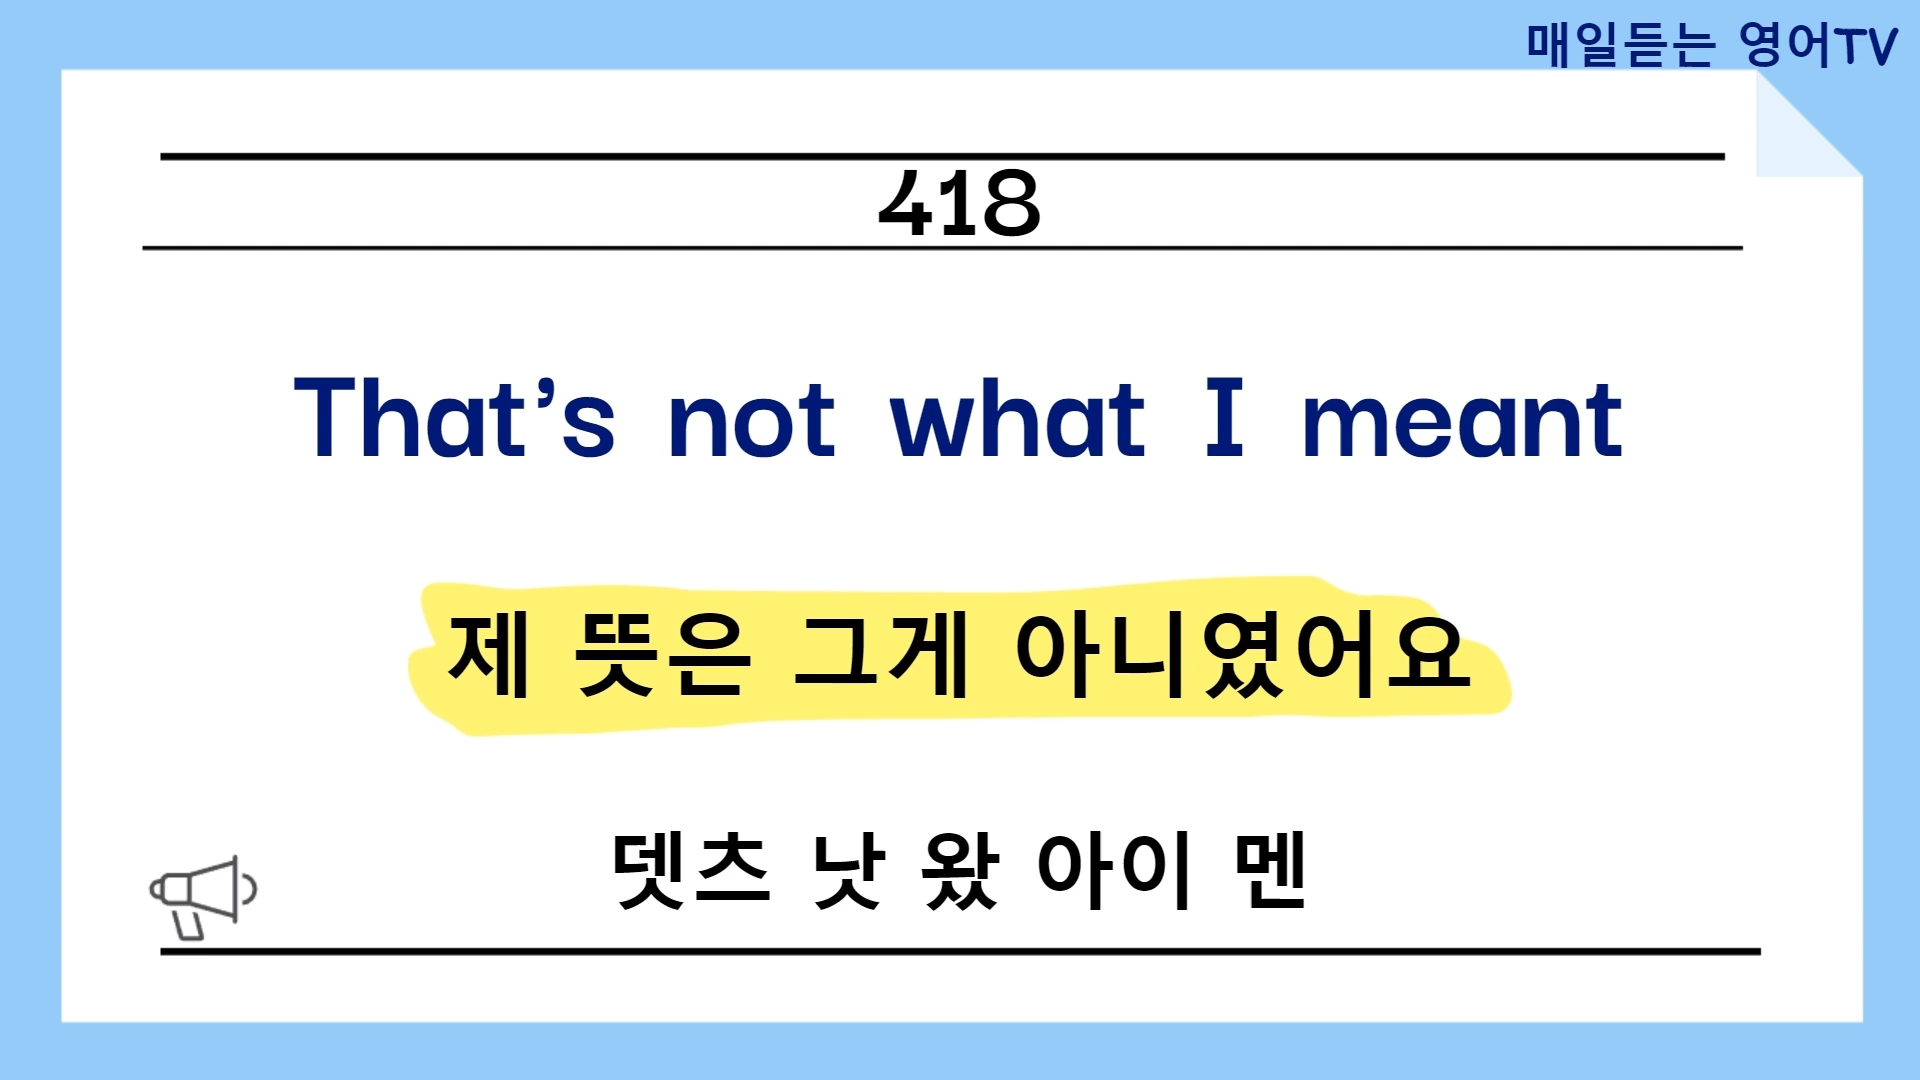 매일듣는 영어TV
418
That's not what I meant
제 뜻은 그게 아니였어요
뎃츠 낫 왔 아이 멘